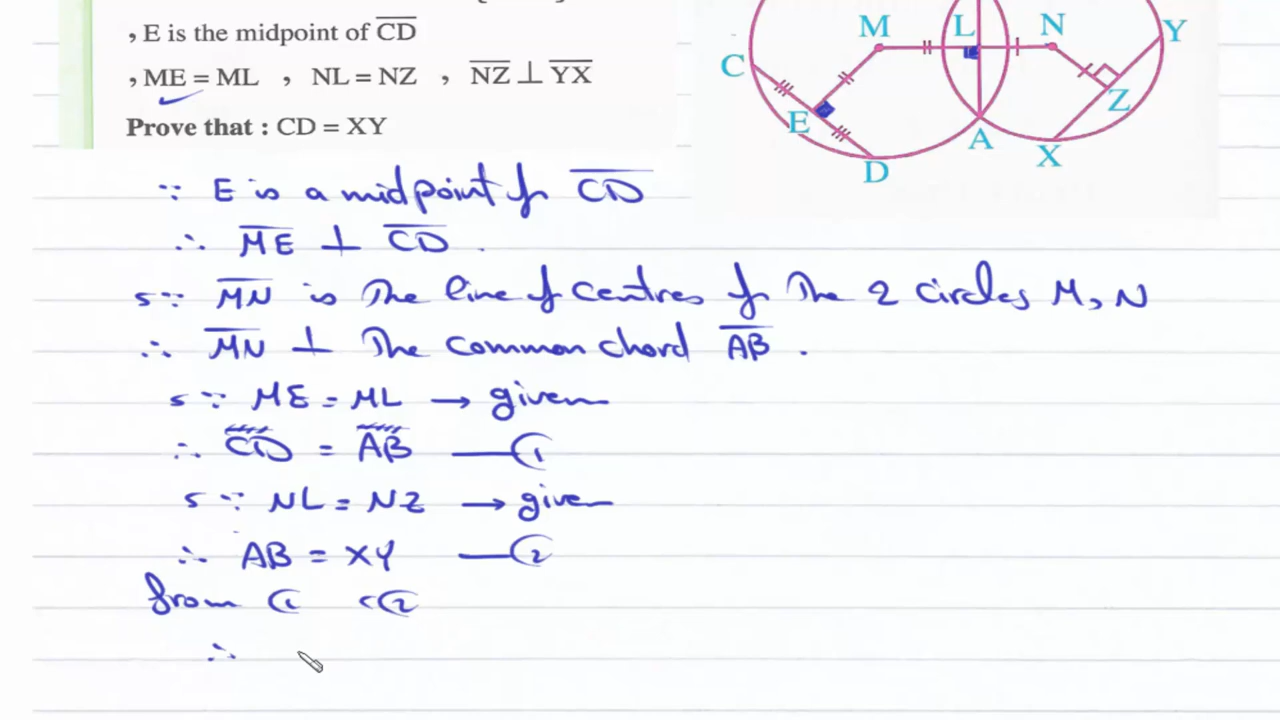 , E is the midpoint of CD
, ME = ML , NL = NZ , NZ ⊥ YX
Prove that : CD = XY
M L N Y
C
Z
E
A
X
D
∵ E is a midpoint of CD
∴ ME ⊥ CD .
, ∵ MN is The line of Centres of The 2 circles M, N
∴ MN ⊥ The common chord AB .
, ∵ ME = ML → given
∴ CD = AB — 1
, ∵ NL = NZ → given
∴ AB = XY — 2
from 1 , 2
∴